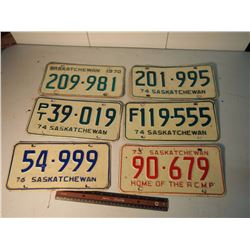 SASKATCHEWAN 1970
209-981
201-995
74 SASKATCHEWAN
PT 39-019
74 SASKATCHEWAN
F119-555
74 SASKATCHEWAN
54-999
76 SASKATCHEWAN
73 SASKATCHEWAN
90-679
HOME OF THE R.C.M.P.